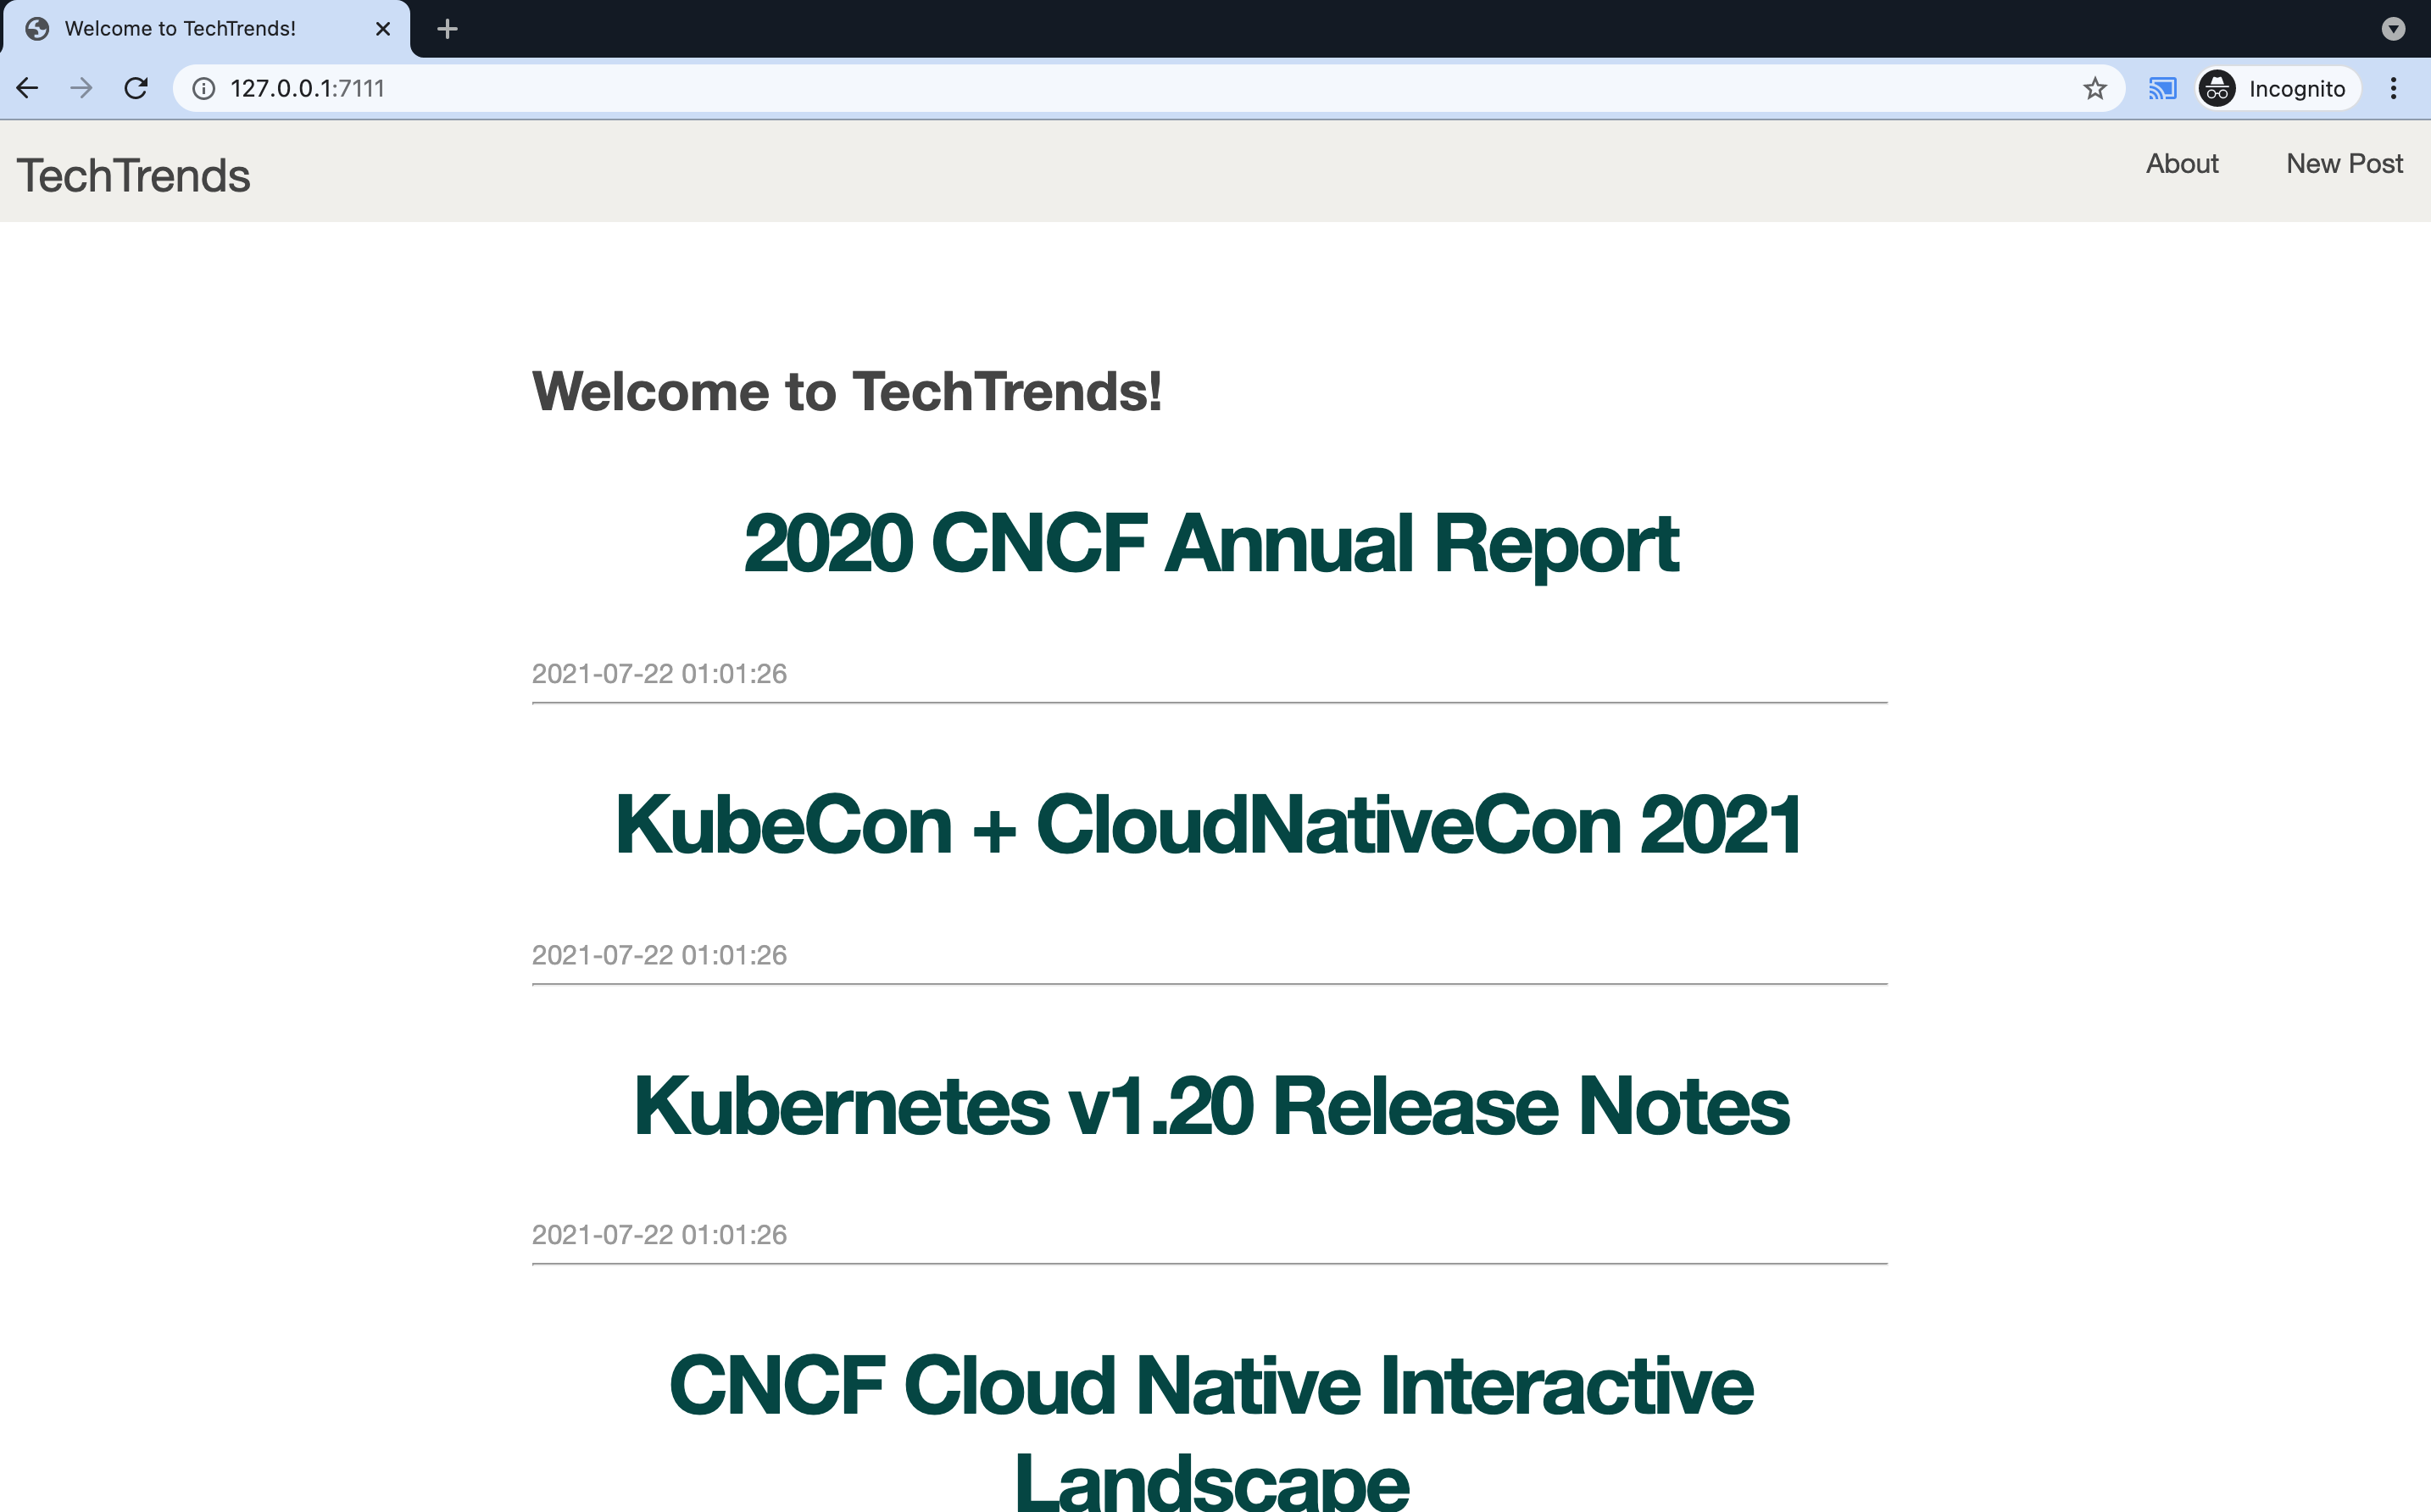 Welcome to TechTrends!
127.0.0.1:7111
Incognito
TechTrends
About
New Post
Welcome to TechTrends!
2020 CNCF Annual Report
2021-07-22 01:01:26
KubeCon + CloudNativeCon 2021
2021-07-22 01:01:26
Kubernetes v1.20 Release Notes
2021-07-22 01:01:26
CNCF Cloud Native Interactive
Landscape